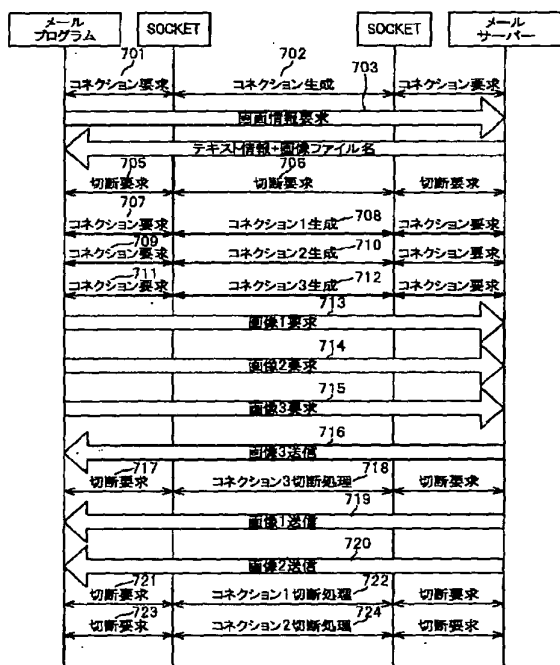 メール
プログラム
SOCKET
SOCKET
メール
サーバー
701
702
703
コネクション要求
コネクション生成
コネクション要求
画面情報要求
テキスト情報+画像ファイル名
705
706
切断要求
切断要求
切断要求
707
コネクション要求
コネクション1生成
708
コネクション要求
709
コネクション要求
コネクション2生成
710
コネクション要求
711
コネクション要求
コネクション3生成
712
コネクション要求
713
画像1要求
714
画像2要求
715
画像3要求
716
画像3送信
717
718
切断要求
コネクション3切断処理
切断要求
719
画像1送信
720
画像2送信
721
722
切断要求
コネクション1切断処理
切断要求
723
724
切断要求
コネクション2切断処理
切断要求